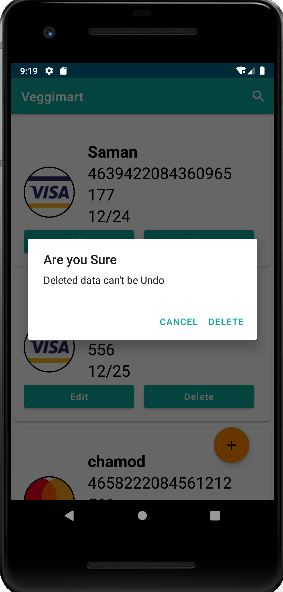 9:19
Veggimart
Saman
4639422084360965
VISA
177
12/24
Are you Sure
Deleted data can't be Undo
CANCEL DELETE
VISA
556
12/25
Edit Delete
+
chamod
4658222084561212